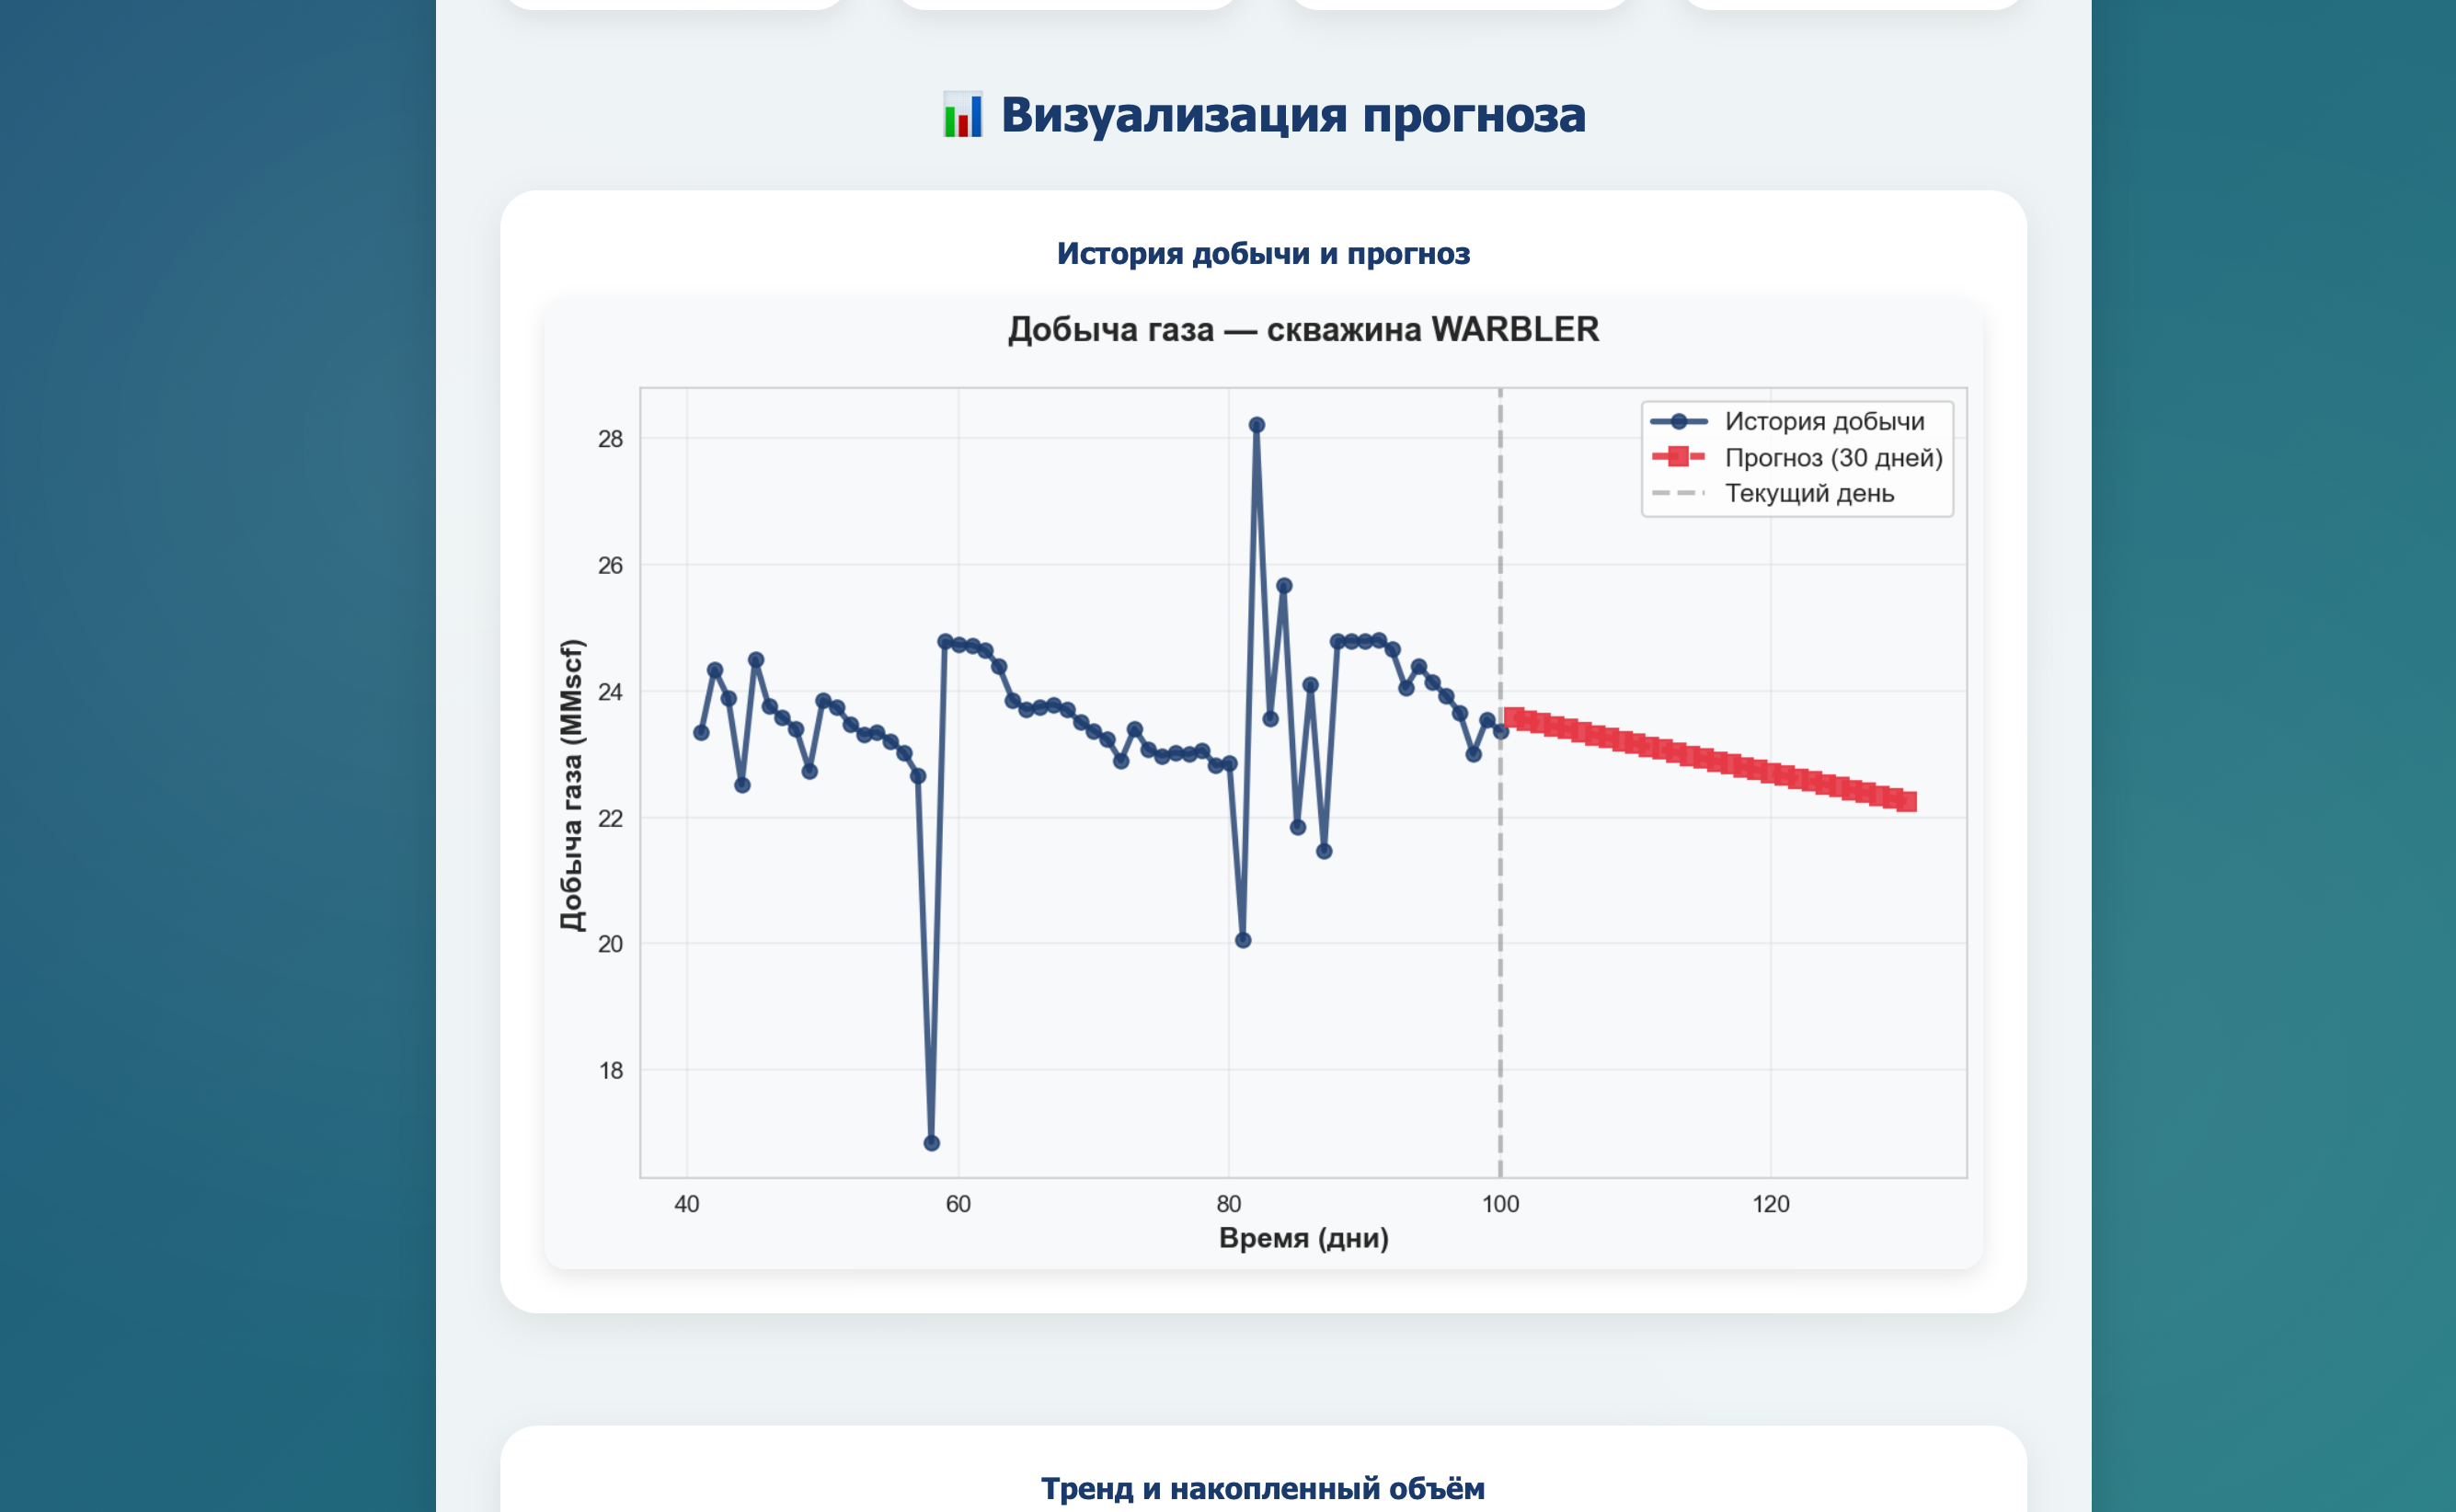 📊 Визуализация прогноза
История добычи и прогноз
Добыча газа — скважина WARBLER
История добычи
Прогноз (30 дней)
Текущий день
Добыча газа (MMscf)
28
26
24
22
20
18
40 60 80 100 120
Время (дни)
Тренд и накопленный объём